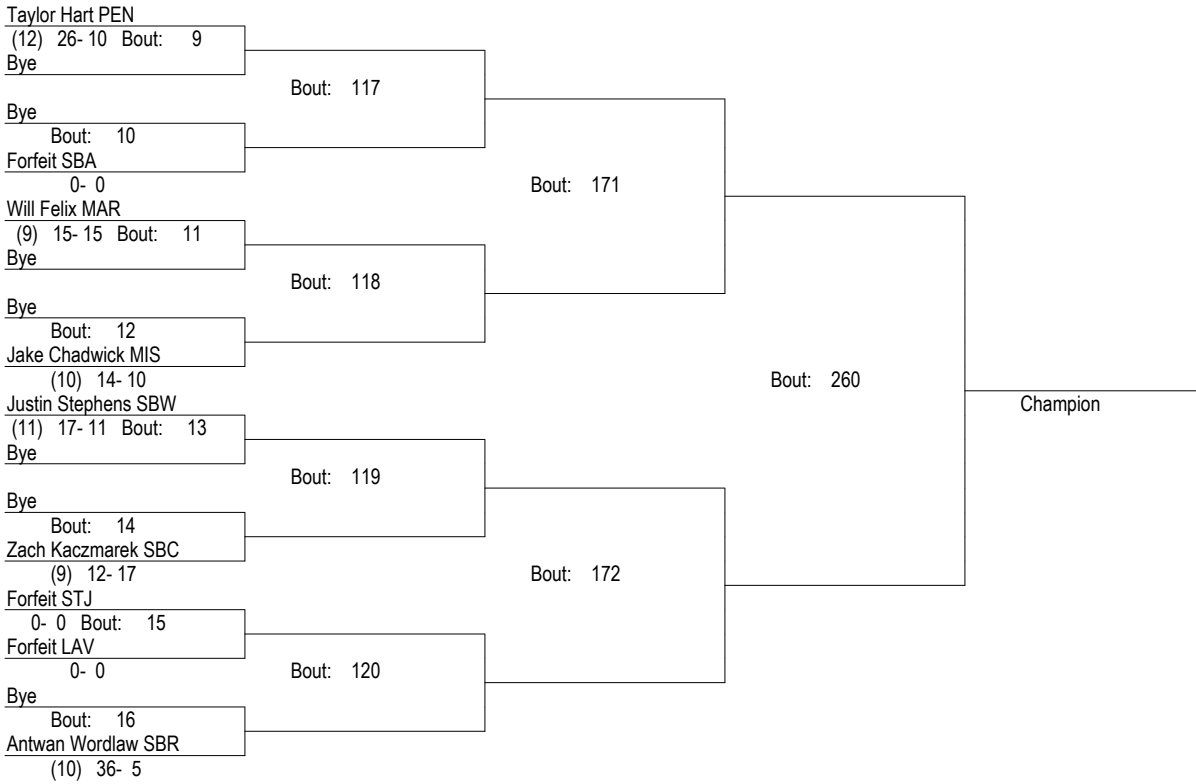 Taylor Hart PEN
(12) 26- 10 Bout: 9
Bye
Bout: 117
Bye
Bout: 10
Forfeit SBA
0- 0
Bout: 171
Will Felix MAR
(9) 15- 15 Bout: 11
Bye
Bout: 118
Bye
Bout: 12
Jake Chadwick MIS
(10) 14- 10
Bout: 260
Champion
Justin Stephens SBW
(11) 17- 11 Bout: 13
Bye
Bout: 119
Bye
Bout: 14
Zach Kaczmarek SBC
(9) 12- 17
Bout: 172
Forfeit STJ
0- 0 Bout: 15
Forfeit LAV
0- 0
Bout: 120
Bye
Bout: 16
Antwan Wordlaw SBR
(10) 36- 5